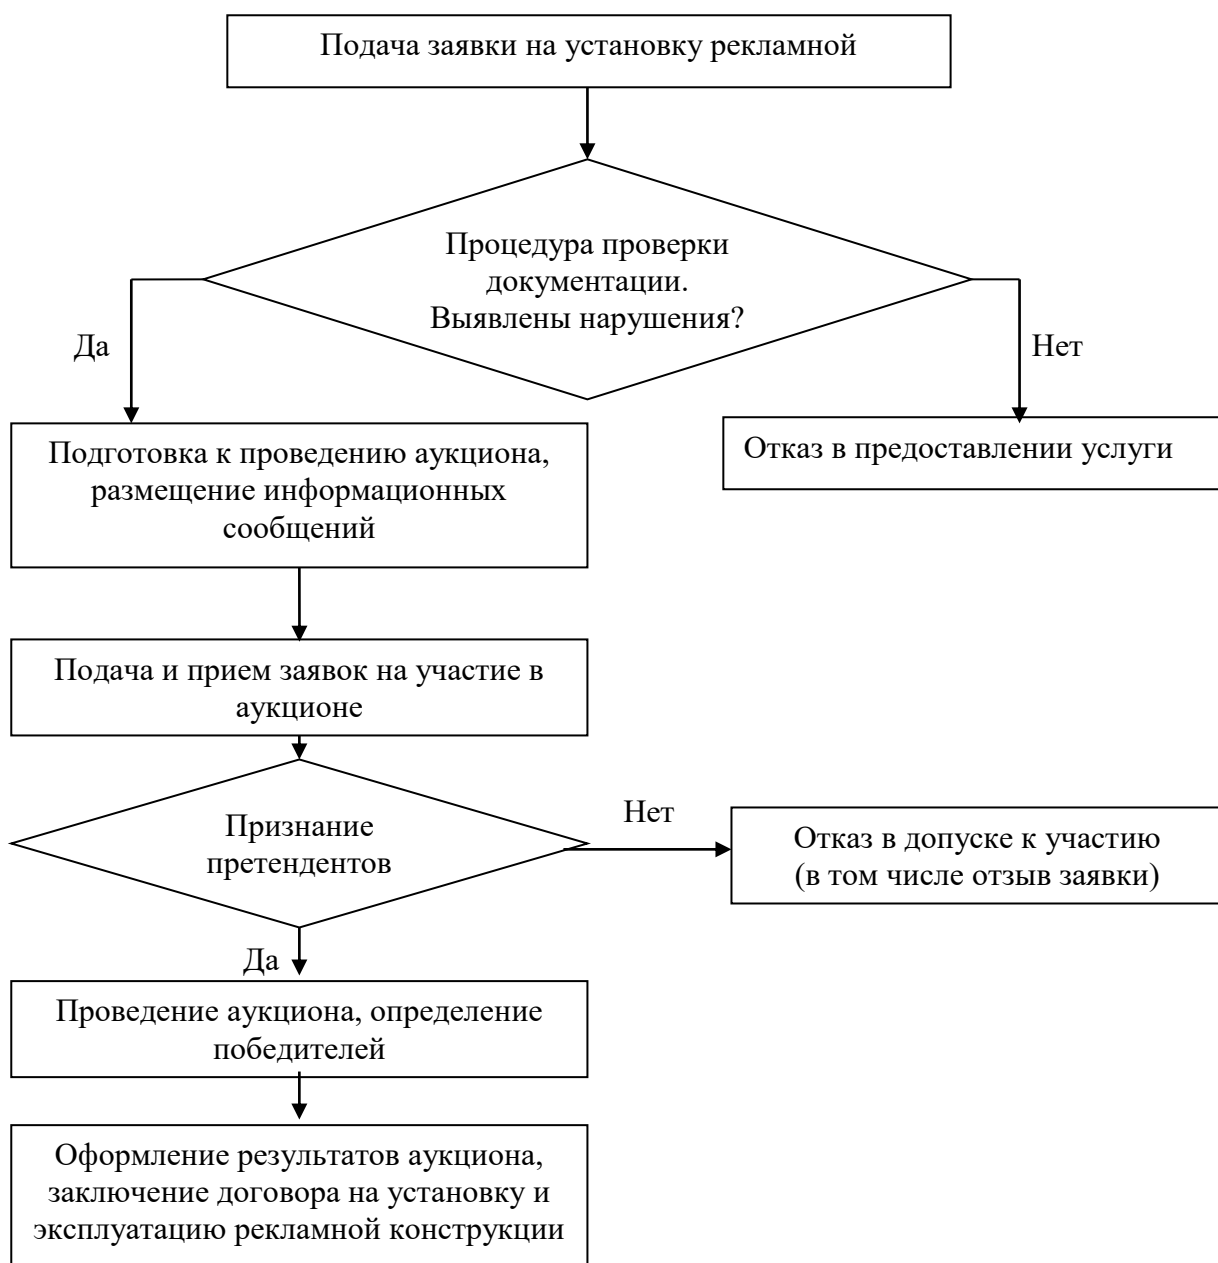 Подача заявки на установку рекламной
Процедура проверки
документации.
Выявлены нарушения?
Да
Нет
Подготовка к проведению аукциона,
размещение информационных
сообщений
Отказ в предоставлении услуги
Подача и прием заявок на участие в
аукционе
Признание
претендентов
Нет
Отказ в допуске к участию
(в том числе отзыв заявки)
Да
Проведение аукциона, определение
победителей
Оформление результатов аукциона,
заключение договора на установку и
эксплуатацию рекламной конструкции